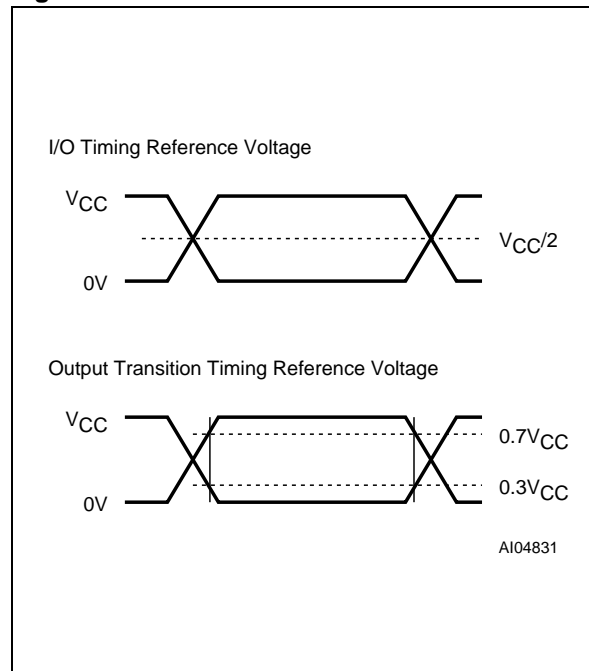 I/O Timing Reference Voltage
VCC
VCC/2
0V
Output Transition Timing Reference Voltage
VCC
0.7VCC
0.3VCC
0V
AI04831